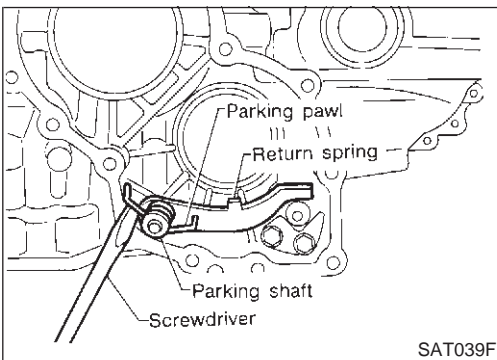 Parking pawl
Return spring
Parking shaft
Screwdriver
SAT039F